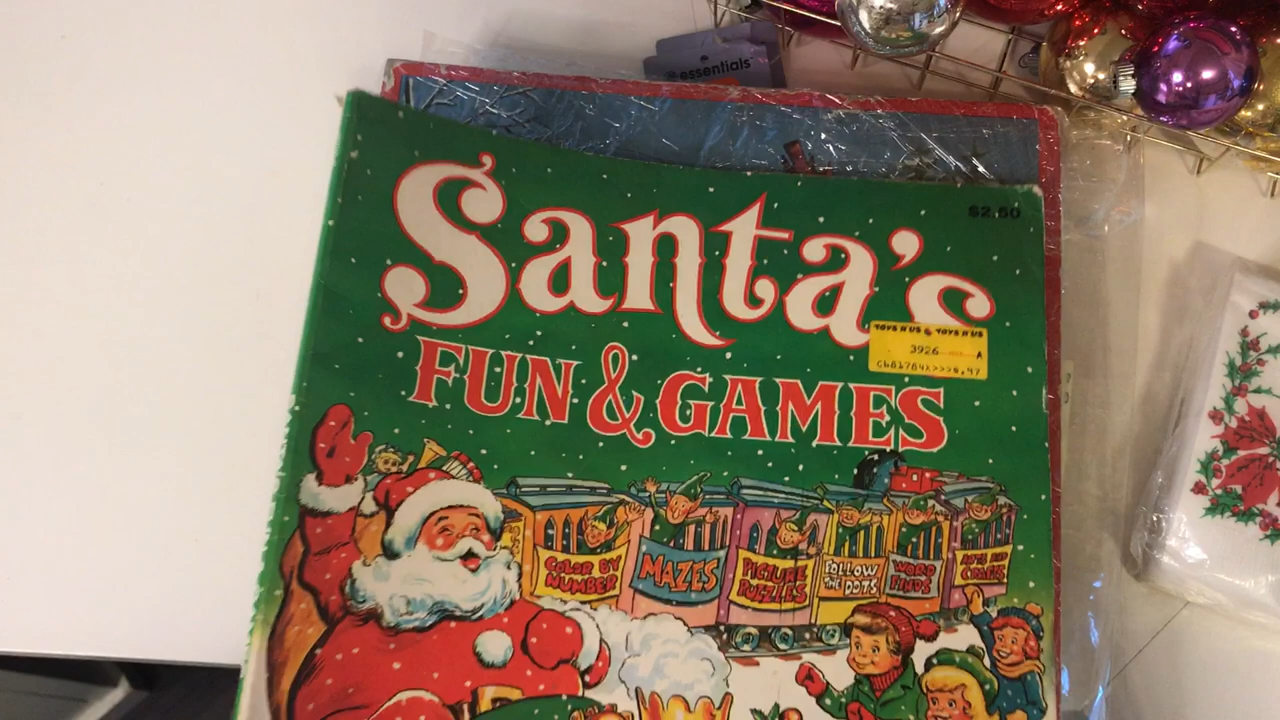 essentials™
$2.50
Santa's
TOYS R US TOYS R US
3926 A
FUN & GAMES
COLOR BY
NUMBER
MAZES
PICTURE
PUZZLES
FOLLOW
THE DOTS
WORD
FINDS
ARTS AND
CRAFTS